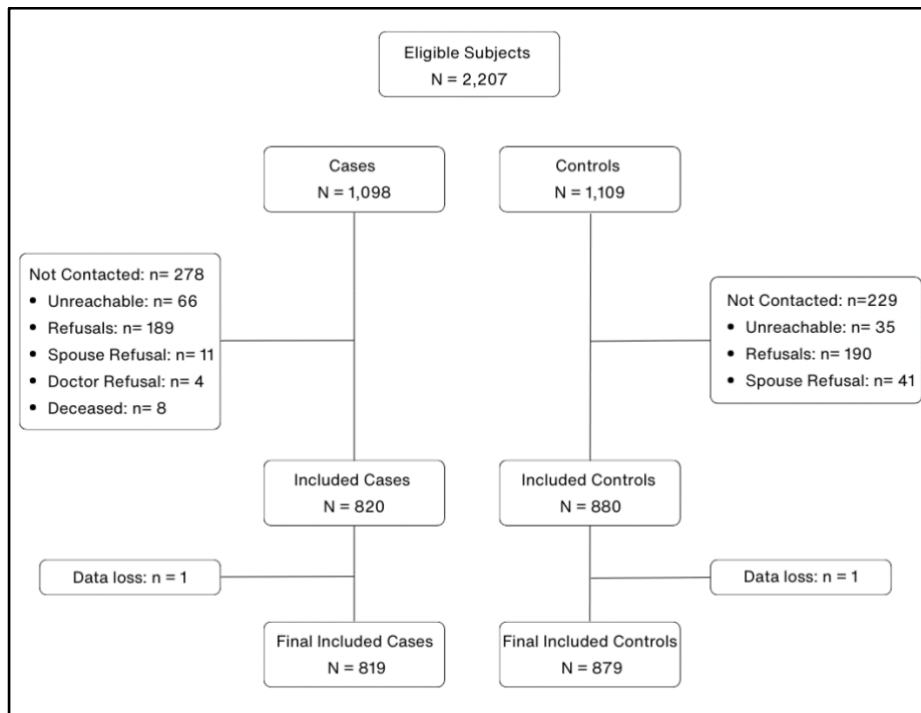 Eligible Subjects
N = 2,207
Cases
N = 1,098
Controls
N = 1,109
Not Contacted: n= 278
• Unreachable: n= 66
• Refusals: n= 189
• Spouse Refusal: n= 11
• Doctor Refusal: n= 4
• Deceased: n= 8
Not Contacted: n=229
• Unreachable: n= 35
• Refusals: n= 190
• Spouse Refusal: n= 41
Included Cases
N = 820
Included Controls
N = 880
Data loss: n = 1
Data loss: n = 1
Final Included Cases
N = 819
Final Included Controls
N = 879